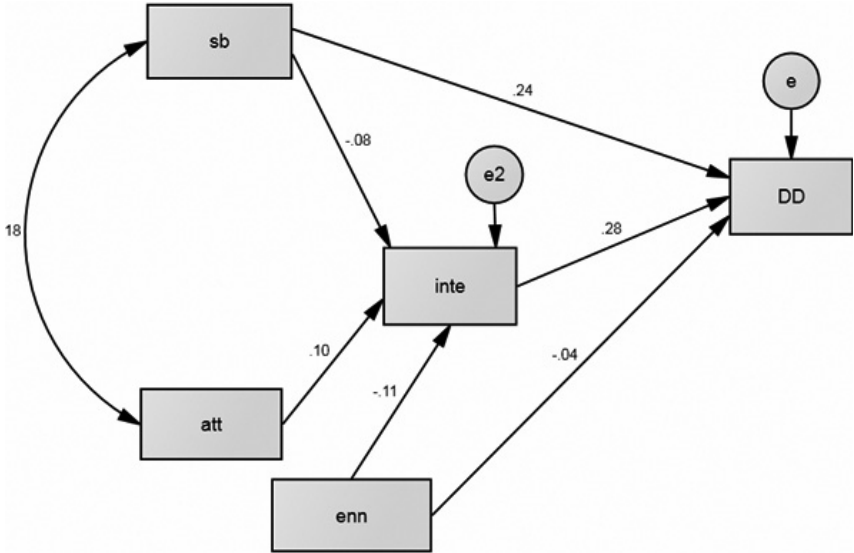 sb
e
.24
-.08
e2
DD
18
.28
inte
.10
-.04
-.11
att
enn